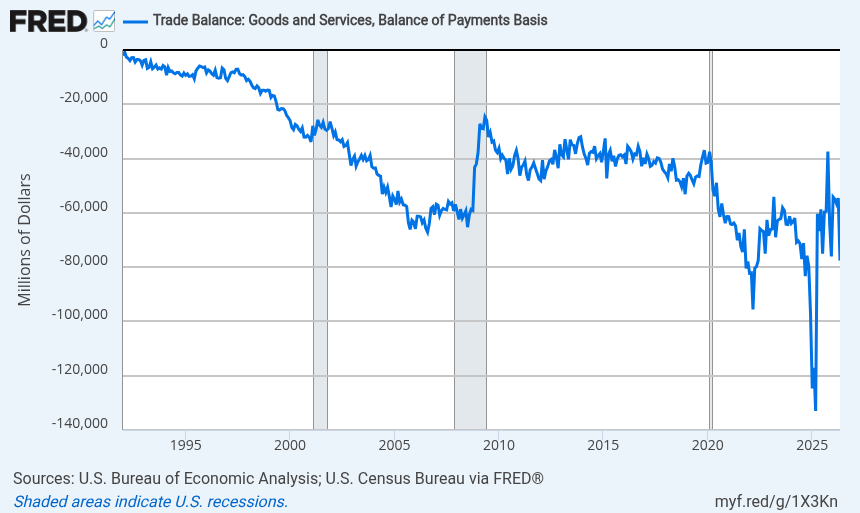 FRED
Trade Balance: Goods and Services, Balance of Payments Basis
0
-20,000
-40,000
-60,000
-80,000
-100,000
-120,000
-140,000
Millions of Dollars
1995 2000 2005 2010 2015 2020 2025
Sources: U.S. Bureau of Economic Analysis; U.S. Census Bureau via FRED®
Shaded areas indicate U.S. recessions.
myf.red/g/1X3Kn